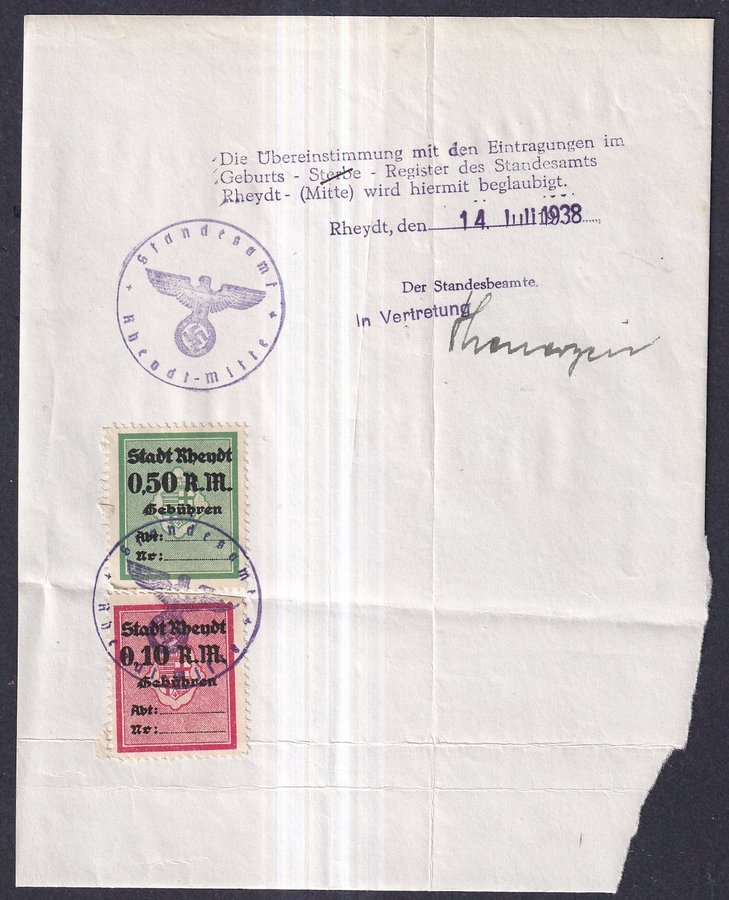 Die Übereinstimmung mit den Eintragungen im
Geburts - Sterbe - Register des Standesamts
Rheydt - (Mitte) wird hiermit beglaubigt.
Rheydt, den 14. Juli 1938
Der Standesbeamte.
In Vertretung
Standesamt
Rheydt-Mitte
Stadt Rheydt
0,50 R.M.
Gebühren
Abt:
Nr:
Standesamt
Stadt Rheydt
0,10 R.M.
Gebühren
Abt:
Nr: